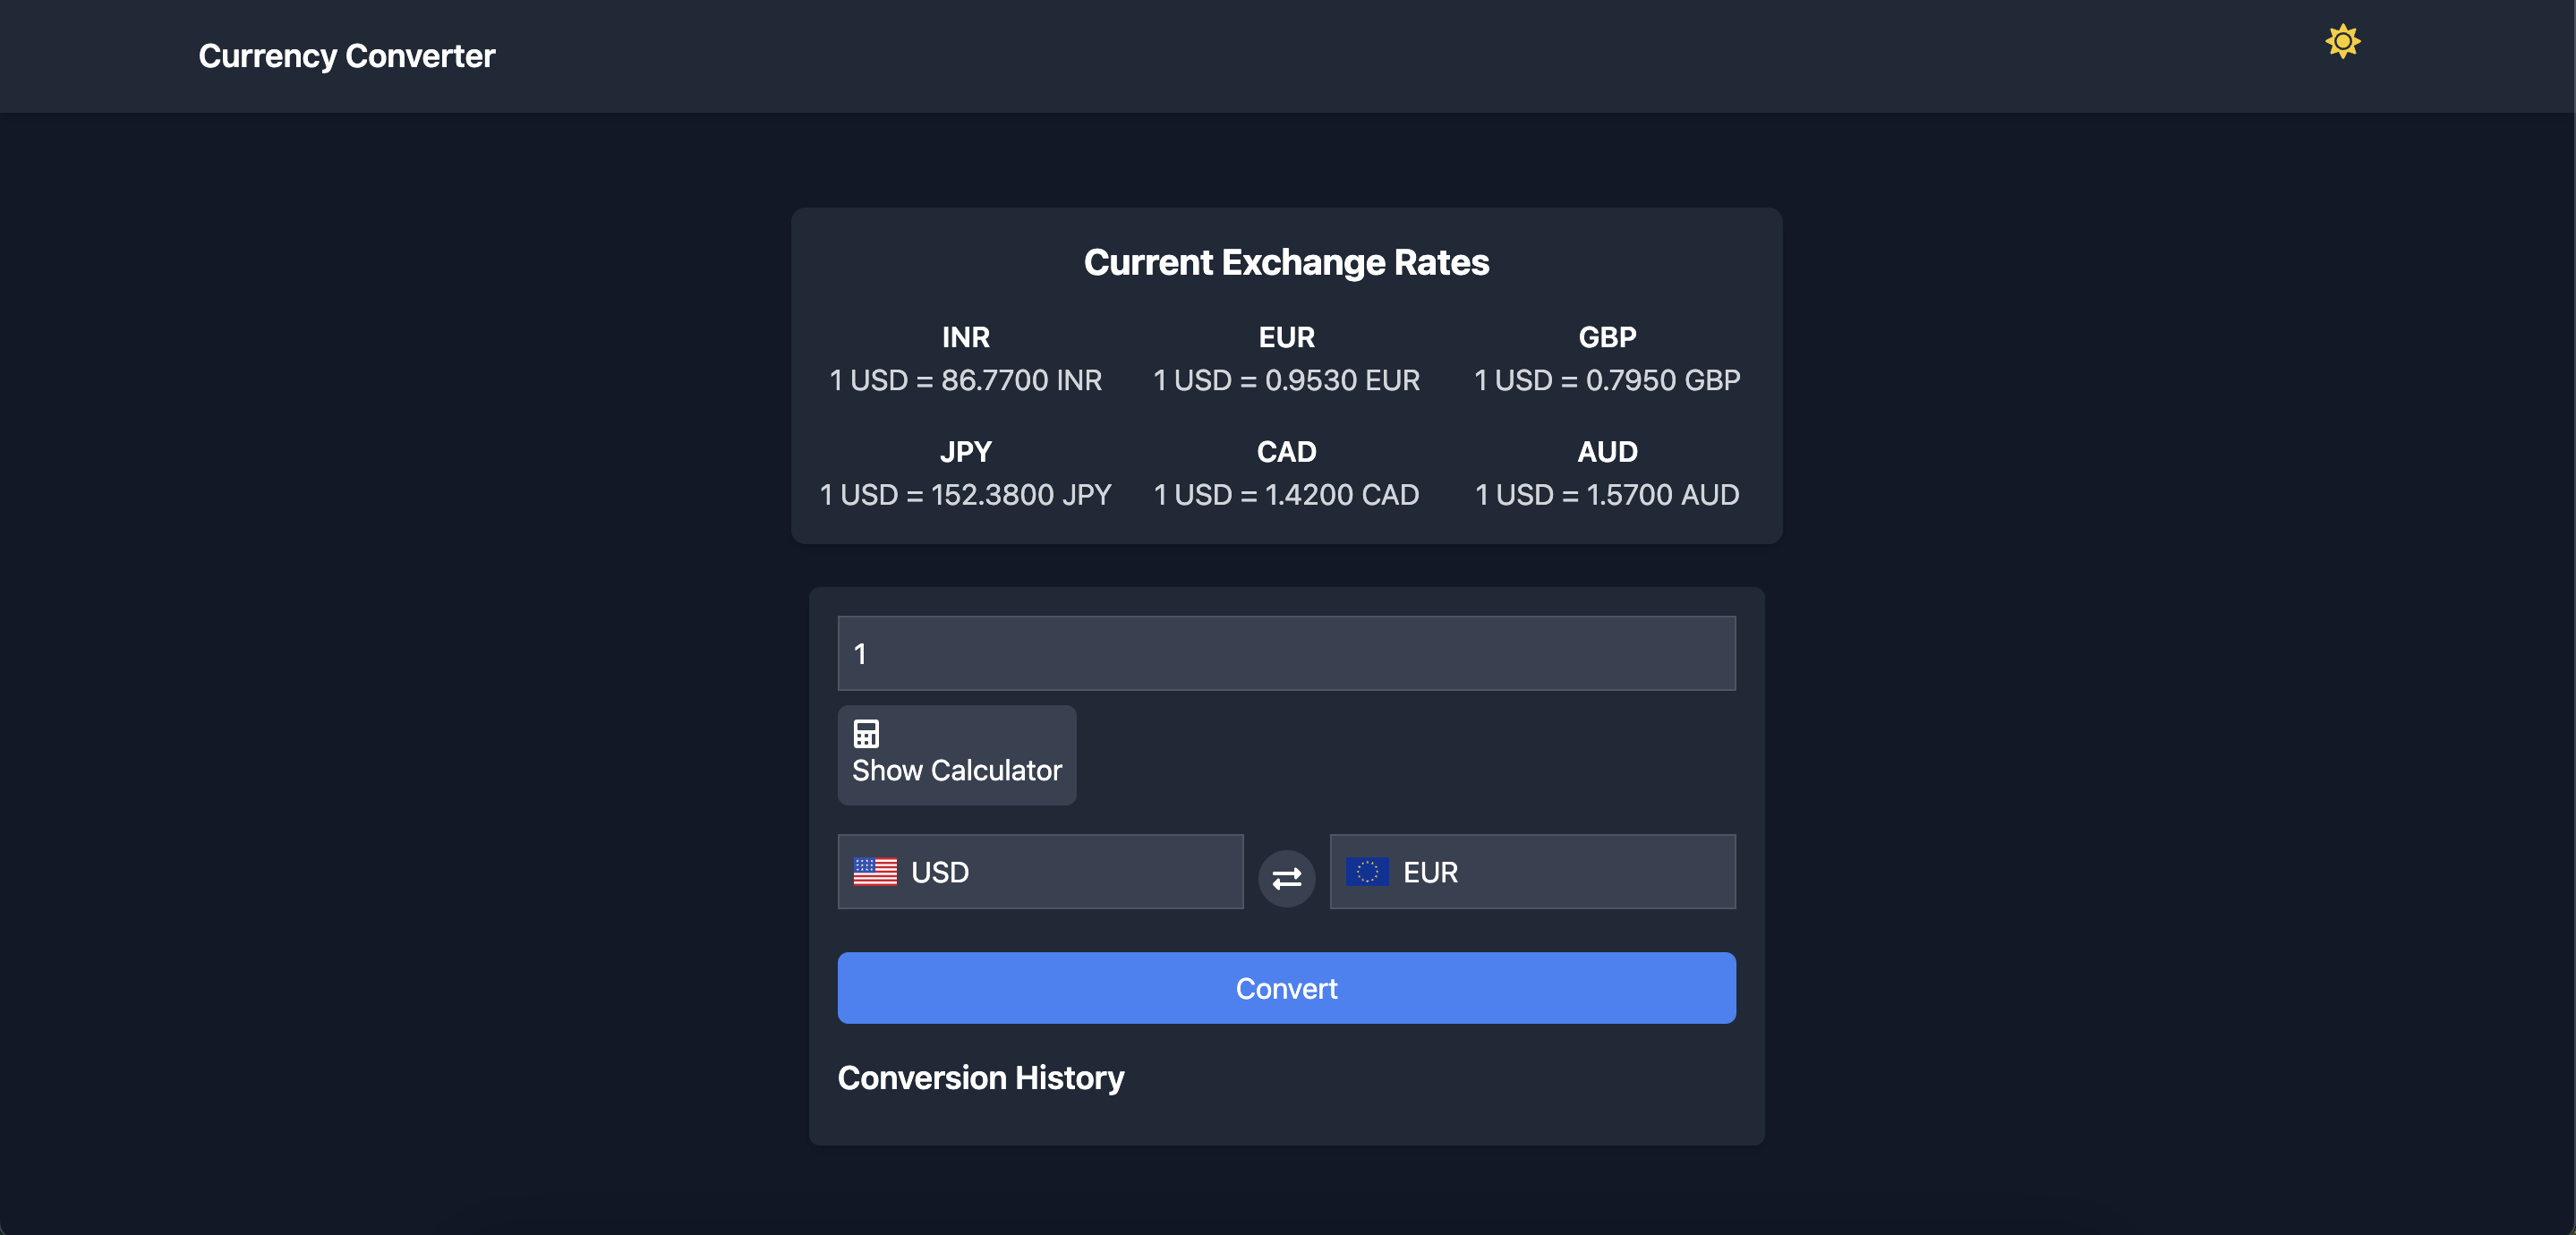 Currency Converter
Current Exchange Rates
INR EUR GBP
1 USD = 86.7700 INR 1 USD = 0.9530 EUR 1 USD = 0.7950 GBP
JPY CAD AUD
1 USD = 152.3800 JPY 1 USD = 1.4200 CAD 1 USD = 1.5700 AUD
1
Show Calculator
USD EUR
Convert
Conversion History